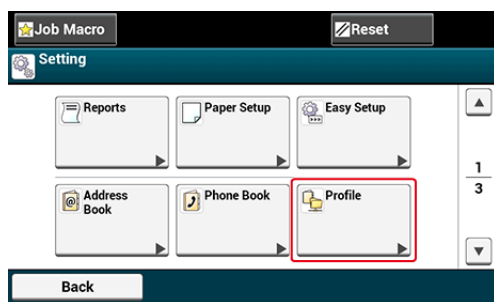 Job Macro
Reset
Setting
Reports
Paper Setup
Easy Setup
1
3
Address
Book
Phone Book
Profile
Back